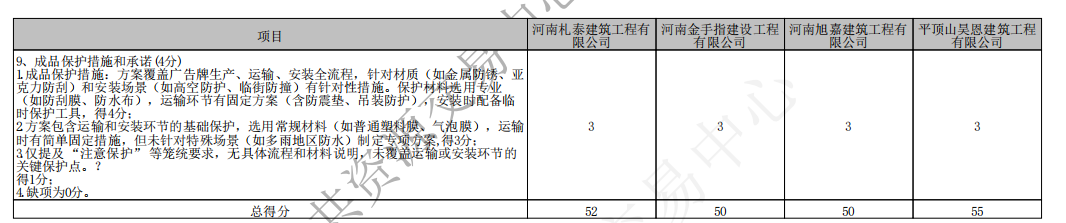 项目
河南札泰建筑工程有
限公司
河南金手指建设工程
有限公司
河南旭嘉建筑工程有
限公司
平顶山昊恩建筑工程
有限公司
9、成品保护措施和承诺(4分)
1.成品保护措施：方案覆盖广告牌生产、运输、安装全流程，针对材质（如金属防锈、亚
克力防刮）和安装场景（如高空防护、临街防撞）有针对性措施。保护材料选用专业
（如防刮膜、防水布），运输环节有固定方案（含防震垫、吊装防护），安装时配备临
时保护工具，得4分；
2方案包含运输和安装环节的基础保护，选用常规材料（如普通塑料膜、气泡膜），运输
时有简单固定措施，但未针对特殊场景（如多雨地区防水）制定专项方案,得3分；
3仅提及“注意保护” 等笼统要求，无具体流程和材料说明，未覆盖运输或安装环节的
关键保护点。？
得1分；
4.缺项为0分。
3
3
3
3
总得分
52
50
50
55
共资源交易中心
易中心